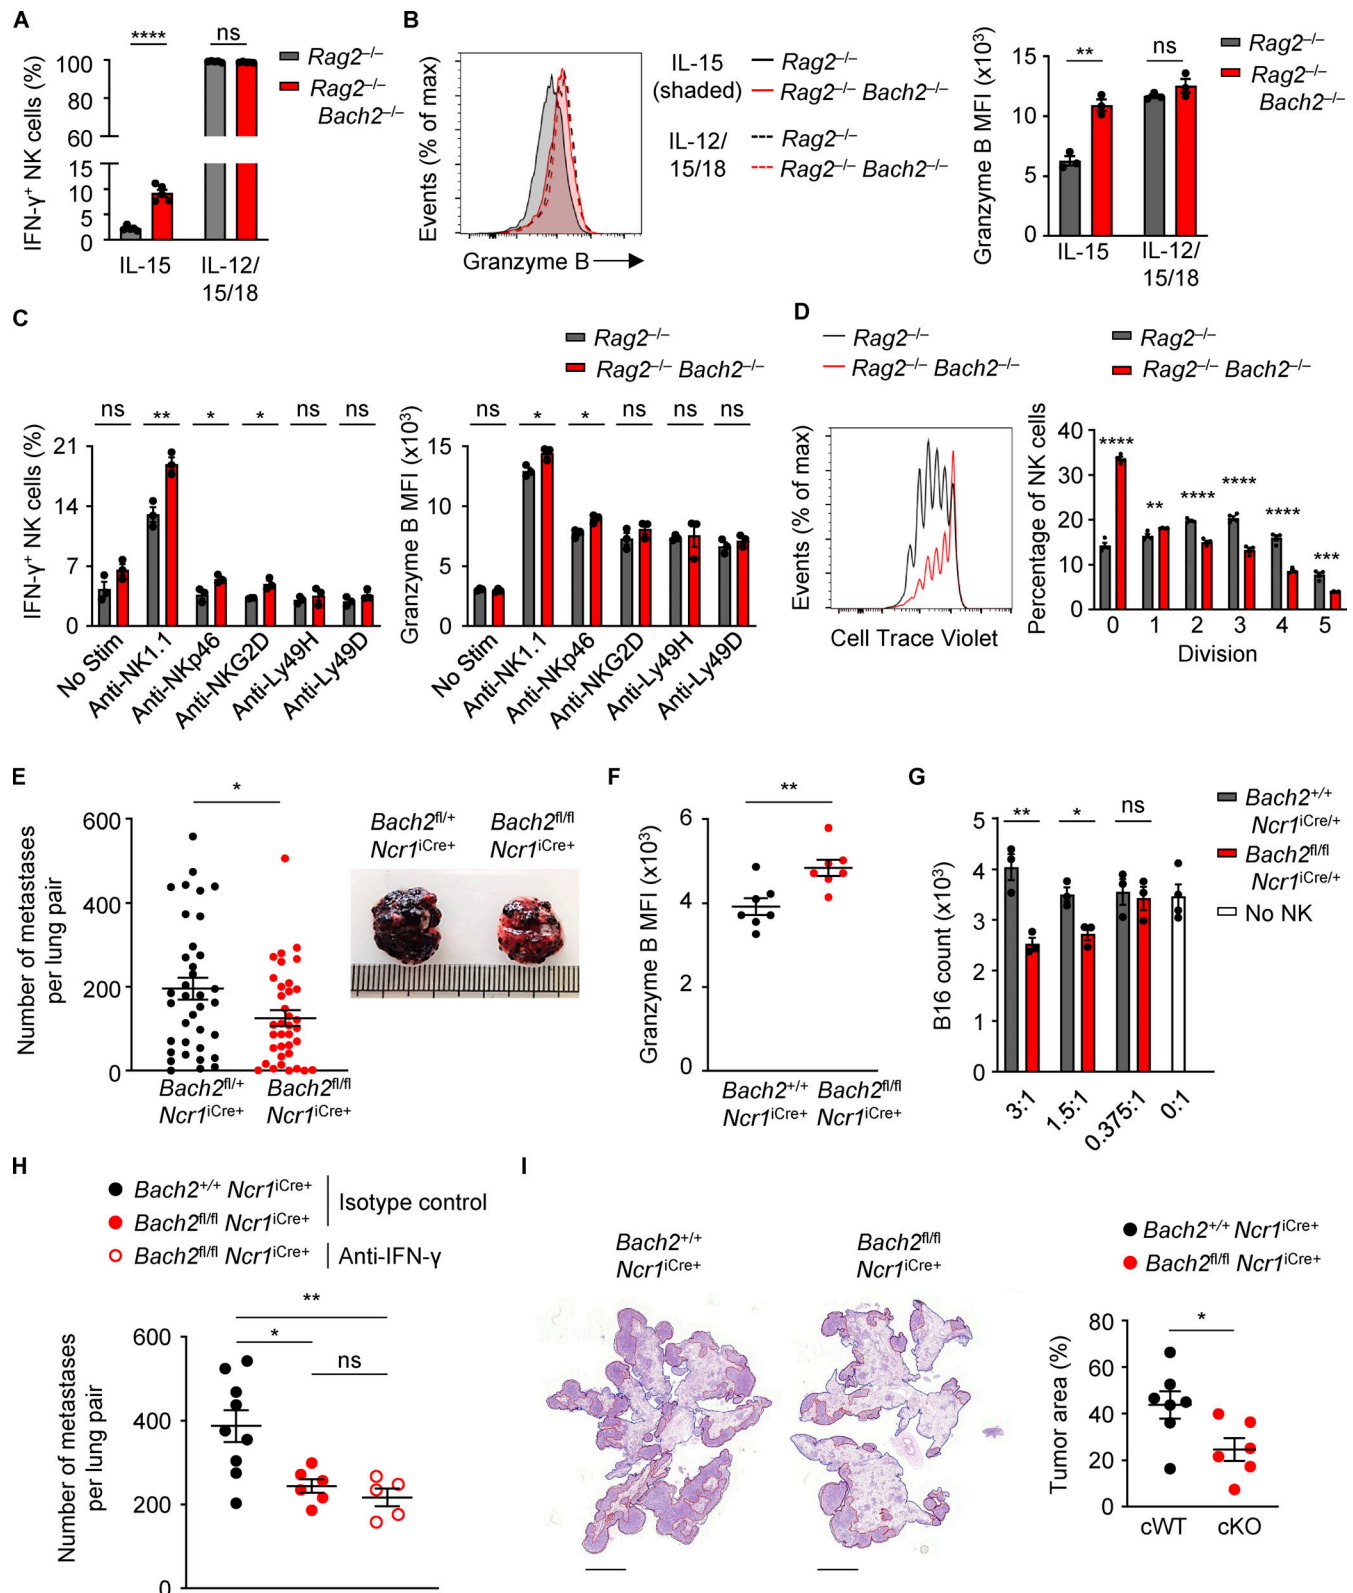 A
****
ns
Rag2–/–
Rag2–/–
Bach2–/–
IFN-γ+ NK cells (%)
100
80
60
15
10
5
0
IL-15
IL-12/
15/18
B
Events (% of max)
Granzyme B
IL-15
(shaded)
Rag2–/–
Rag2–/– Bach2–/–
IL-12/
15/18
Rag2–/–
Rag2–/– Bach2–/–
Granzyme B MFI (x10³)
15
10
5
0
**
ns
IL-15
IL-12/
15/18
Rag2–/–
Rag2–/–
Bach2–/–
C
Rag2–/–
Rag2–/– Bach2–/–
IFN-γ+ NK cells (%)
21
14
7
0
ns
**
*
*
ns
ns
No Stim
Anti-NK1.1
Anti-NKp46
Anti-NKG2D
Anti-Ly49H
Anti-Ly49D
Granzyme B MFI (x10³)
15
10
5
0
ns
*
*
ns
ns
ns
No Stim
Anti-NK1.1
Anti-NKp46
Anti-NKG2D
Anti-Ly49H
Anti-Ly49D
D
Rag2–/–
Rag2–/– Bach2–/–
Events (% of max)
Cell Trace Violet
Rag2–/–
Rag2–/– Bach2–/–
Percentage of NK cells
40
30
20
10
0
****
**
****
****
****
***
0 1 2 3 4 5
Division
E
Number of metastases
per lung pair
600
400
200
0
*
Bach2fl/+
Ncr1iCre+
Bach2fl/fl
Ncr1iCre+
Bach2fl/+
Ncr1iCre+
Bach2fl/fl
Ncr1iCre+
F
Granzyme B MFI (x10³)
6
4
2
0
**
Bach2+/+
Ncr1iCre+
Bach2fl/fl
Ncr1iCre+
G
B16 count (x10³)
5
4
3
2
1
0
**
*
ns
3:1
1.5:1
0.375:1
0:1
Bach2+/+
Ncr1iCre/+
Bach2fl/fl
Ncr1iCre/+
No NK
H
Bach2+/+ Ncr1iCre+
Bach2fl/fl Ncr1iCre+
Isotype control
Bach2fl/fl Ncr1iCre+
Anti-IFN-γ
Number of metastases
per lung pair
600
400
200
0
**
*
ns
I
Bach2+/+
Ncr1iCre+
Bach2fl/fl
Ncr1iCre+
Bach2+/+ Ncr1iCre+
Bach2fl/fl Ncr1iCre+
Tumor area (%)
80
60
40
20
0
*
cWT
cKO